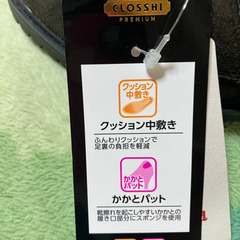 CLOSSHI
PREMIUM
クッション
中敷き
クッション中敷き
ふんわりクッションで
足裏の負担を軽減
かかと
パット
かかとパット
靴擦れを起こしやすいかかとの
履き口部分にスポンジを使用